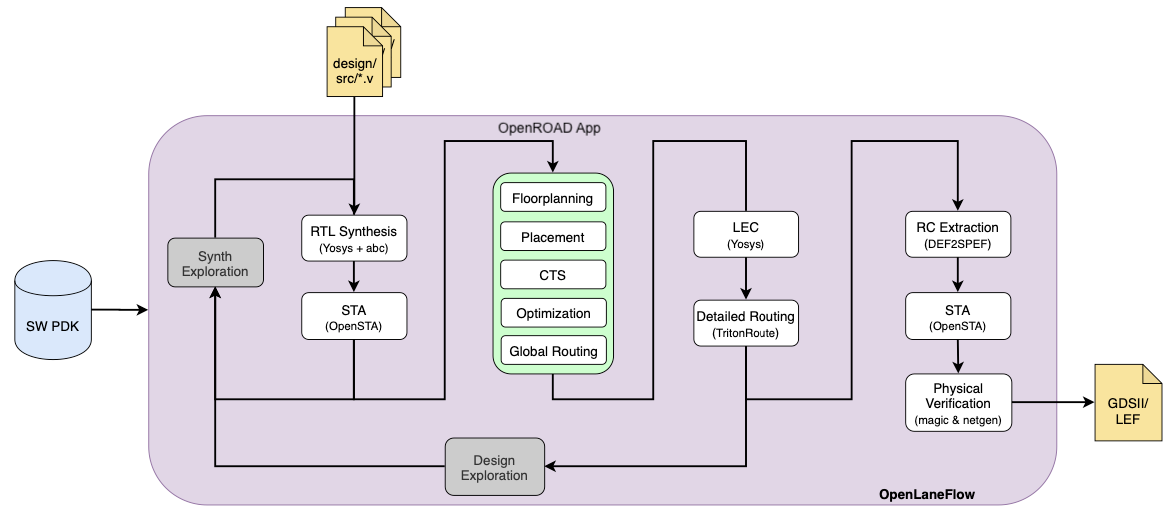 design/
src/*.v
OpenROAD App
Floorplanning
Placement
CTS
Optimization
Global Routing
RTL Synthesis
(Yosys + abc)
STA
(OpenSTA)
Synth
Exploration
SW PDK
LEC
(Yosys)
Detailed Routing
(TritonRoute)
RC Extraction
(DEF2SPEF)
STA
(OpenSTA)
Physical
Verification
(magic & netgen)
GDSII/
LEF
Design
Exploration
OpenLaneFlow